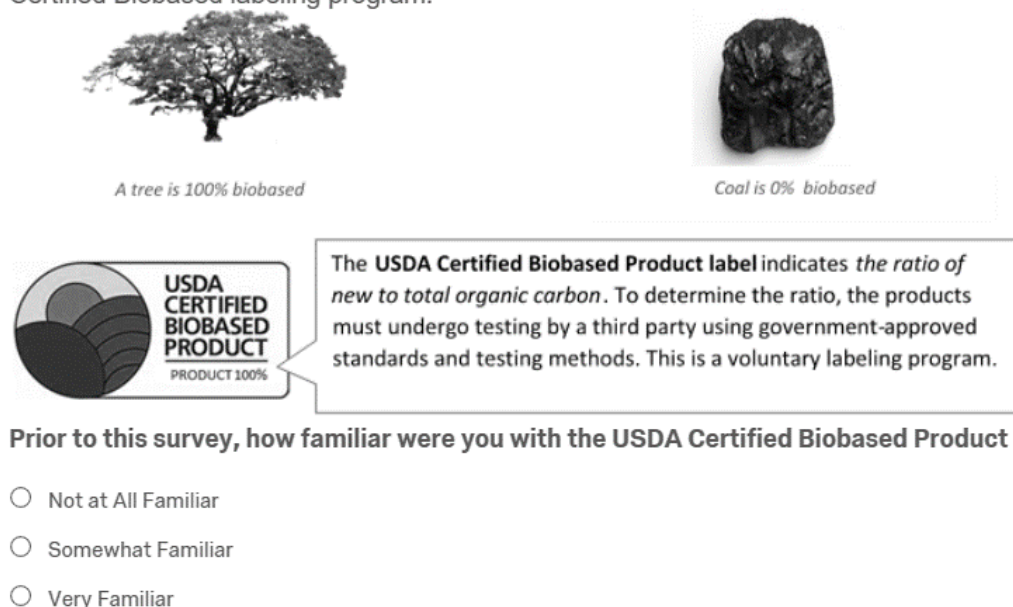 Certified Biobased labeling program.
A tree is 100% biobased
Coal is 0% biobased
USDA
CERTIFIED
BIOBASED
PRODUCT
PRODUCT 100%
The USDA Certified Biobased Product label indicates the ratio of
new to total organic carbon. To determine the ratio, the products
must undergo testing by a third party using government-approved
standards and testing methods. This is a voluntary labeling program.
Prior to this survey, how familiar were you with the USDA Certified Biobased Product
Not at All Familiar
Somewhat Familiar
Very Familiar